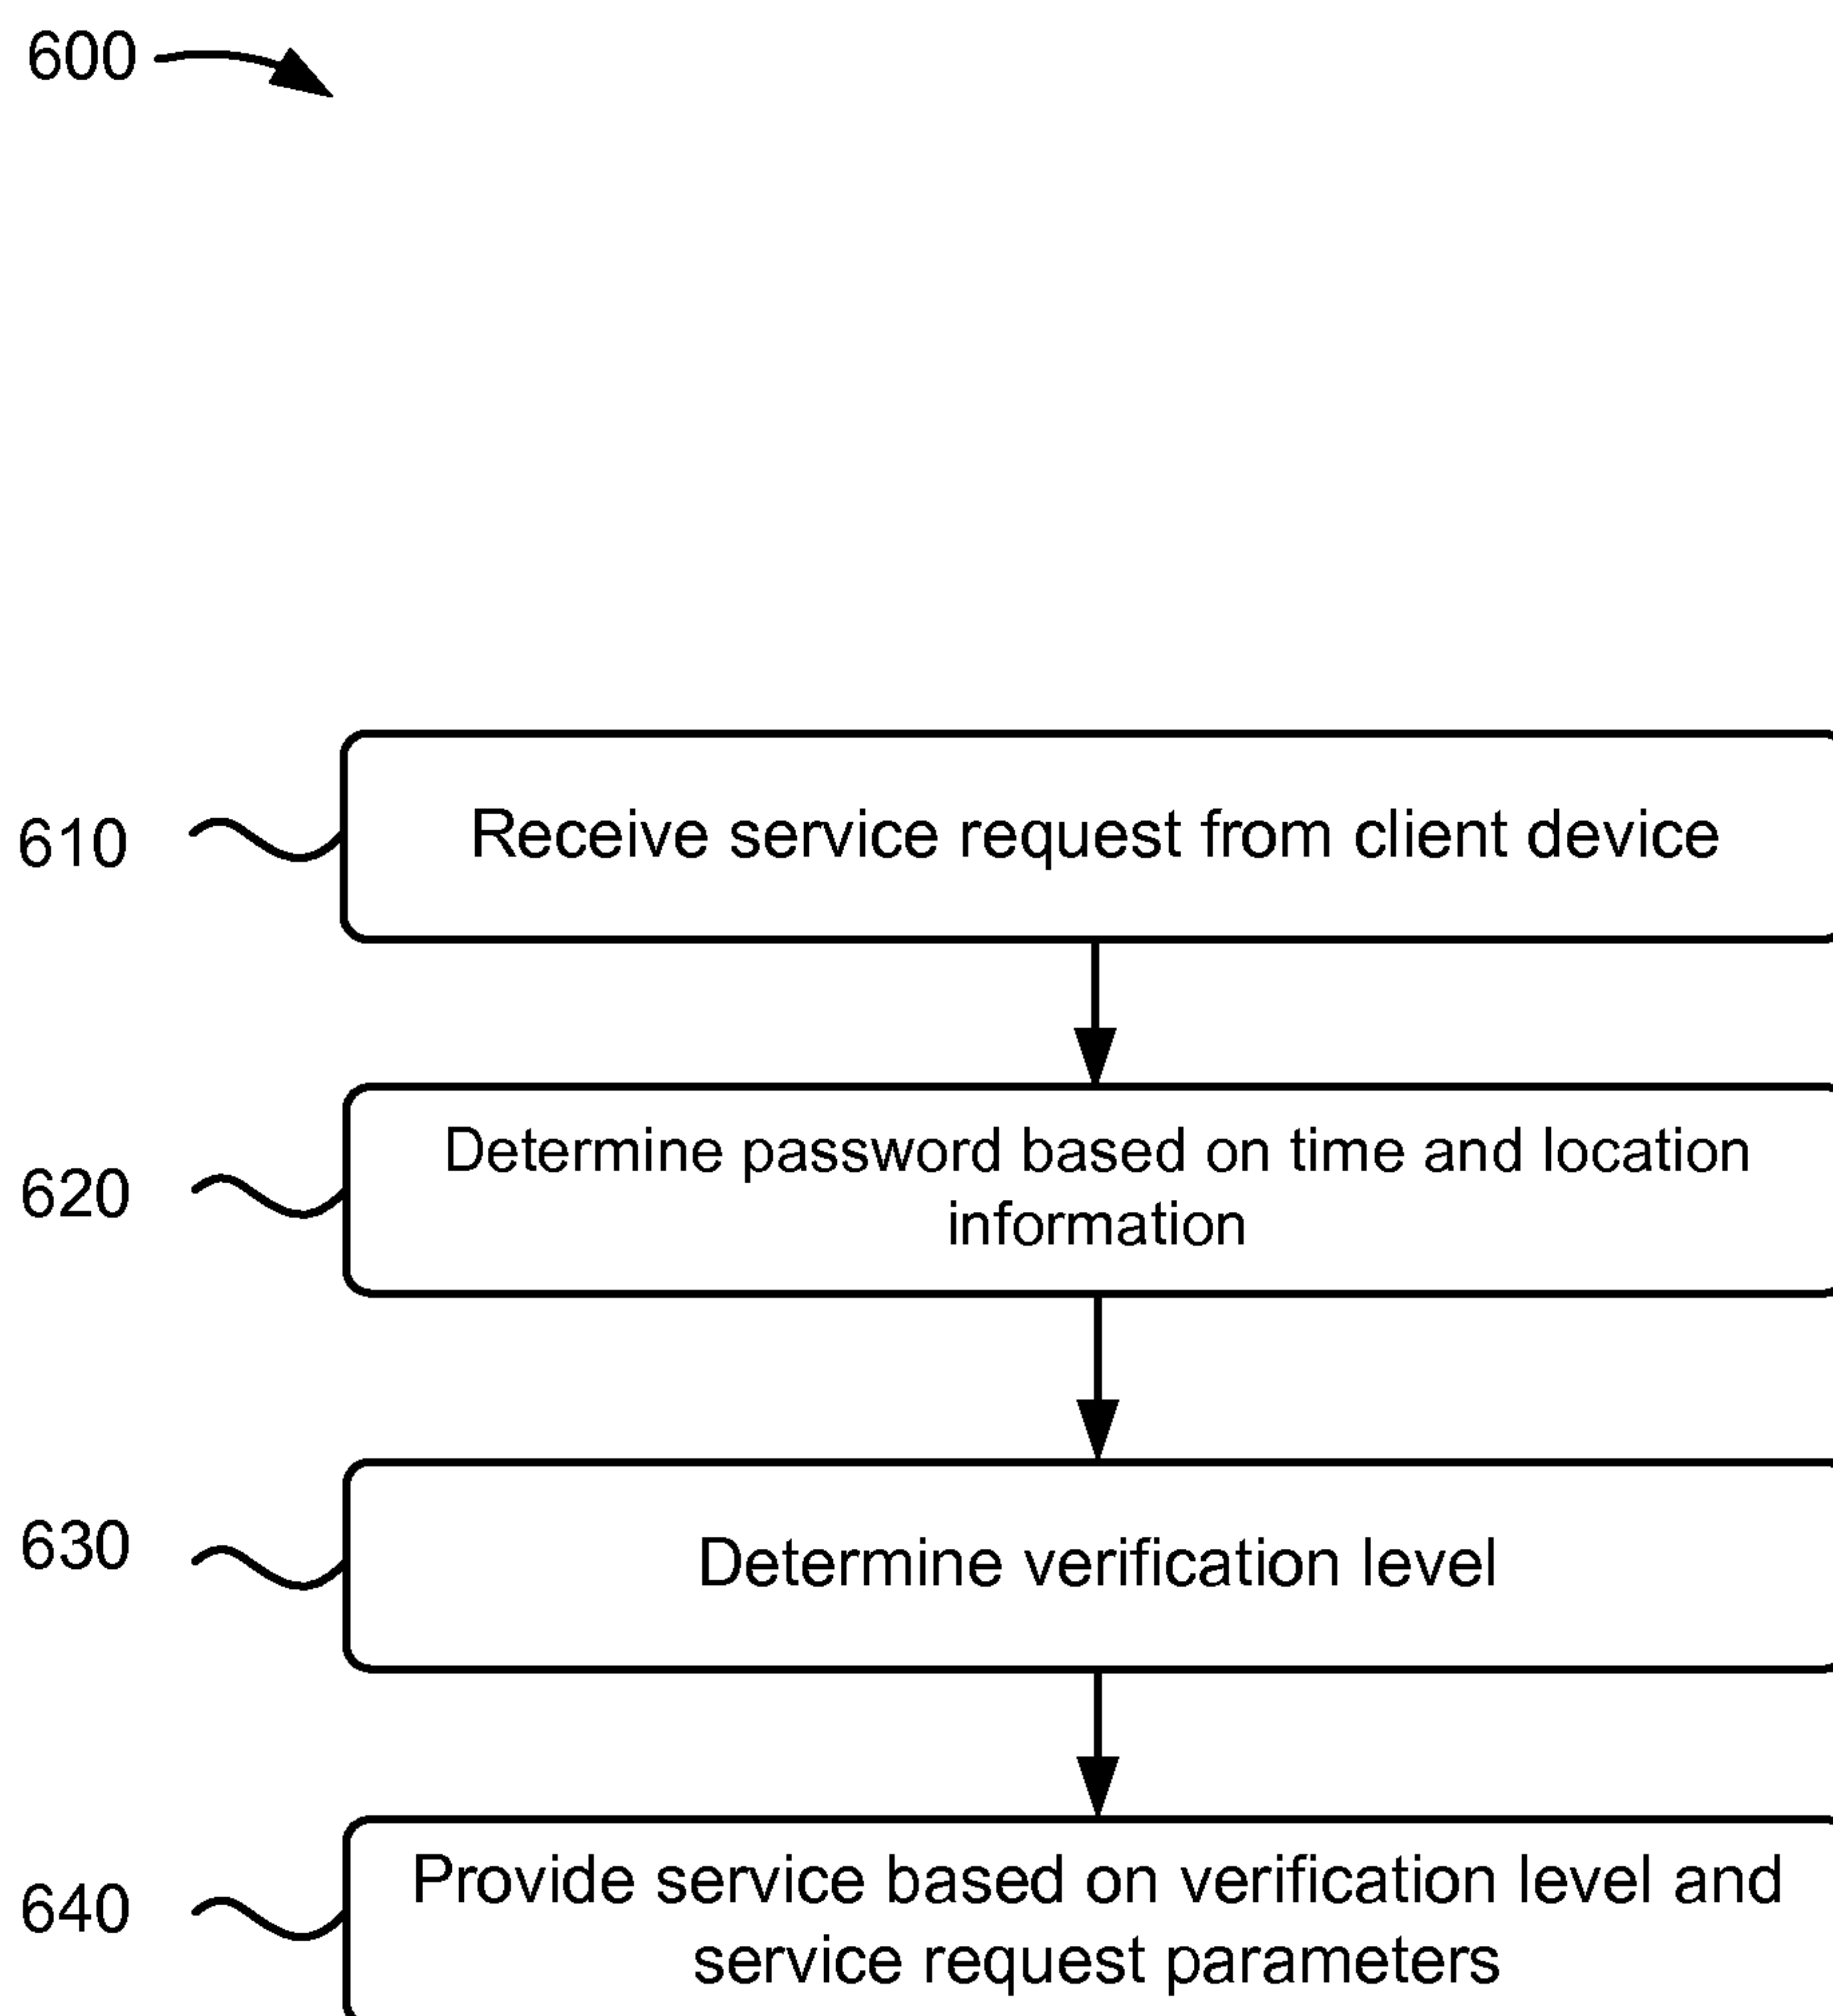 600
610
Receive service request from client device
620
Determine password based on time and location
information
630
Determine verification level
640
Provide service based on verification level and
service request parameters